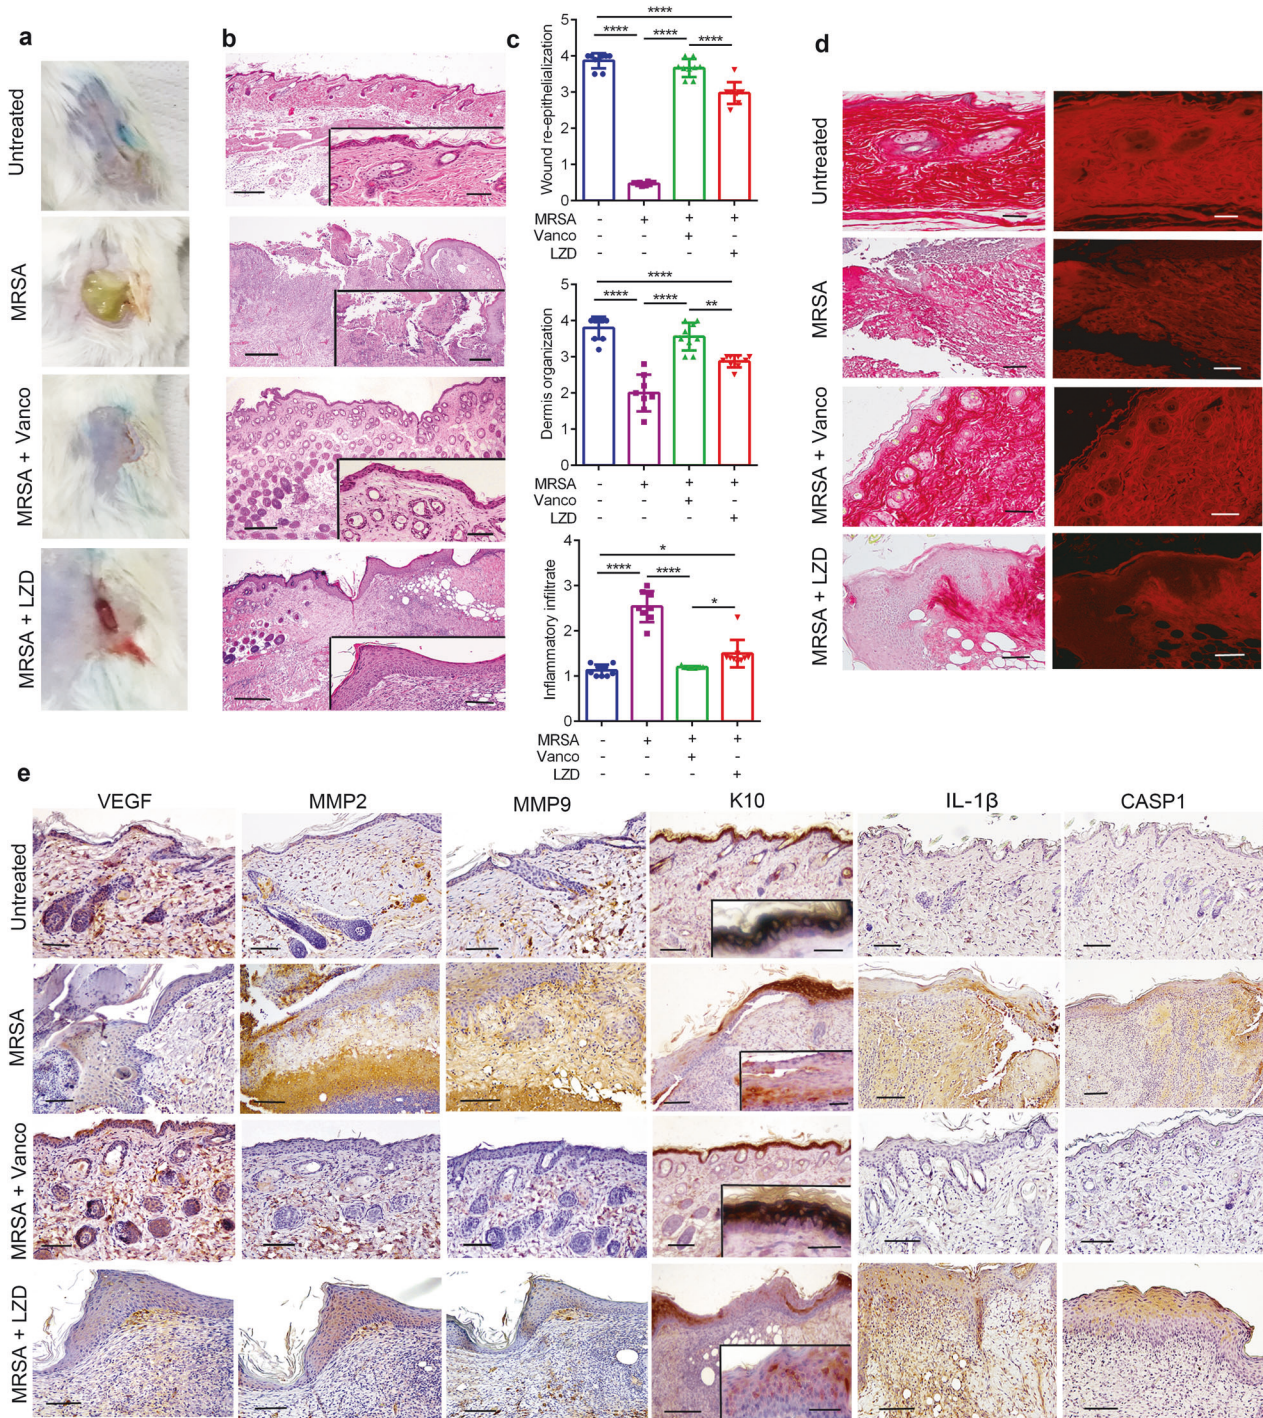 a
b
c
d
Untreated
MRSA
MRSA + Vanco
MRSA + LZD
****
****
****
****
Wound re-epithelialization
5
4
3
2
1
0
MRSA - + + +
Vanco - - + -
LZD - - - +
****
****
****
**
Dermis organization
5
4
3
2
1
0
MRSA - + + +
Vanco - - + -
LZD - - - +
*
****
****
*
Inflammatory infiltrate
4
3
2
1
0
MRSA - + + +
Vanco - - + -
LZD - - - +
Untreated
MRSA
MRSA + Vanco
MRSA + LZD
e
VEGF MMP2 MMP9 K10 IL-1β CASP1
Untreated
MRSA
MRSA + Vanco
MRSA + LZD